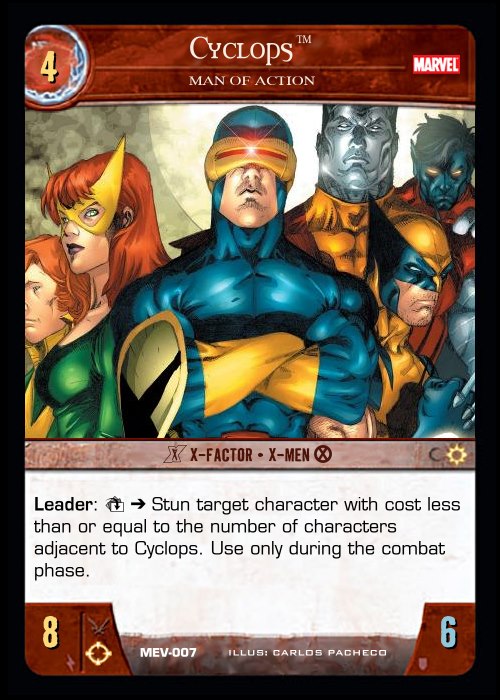 4
Cyclops™
MAN OF ACTION
MARVEL
X-FACTOR • X-MEN
C
Leader: ➔ Stun target character with cost less
than or equal to the number of characters
adjacent to Cyclops. Use only during the combat
phase.
8
MEV-007 ILLUS: CARLOS PACHECO
6